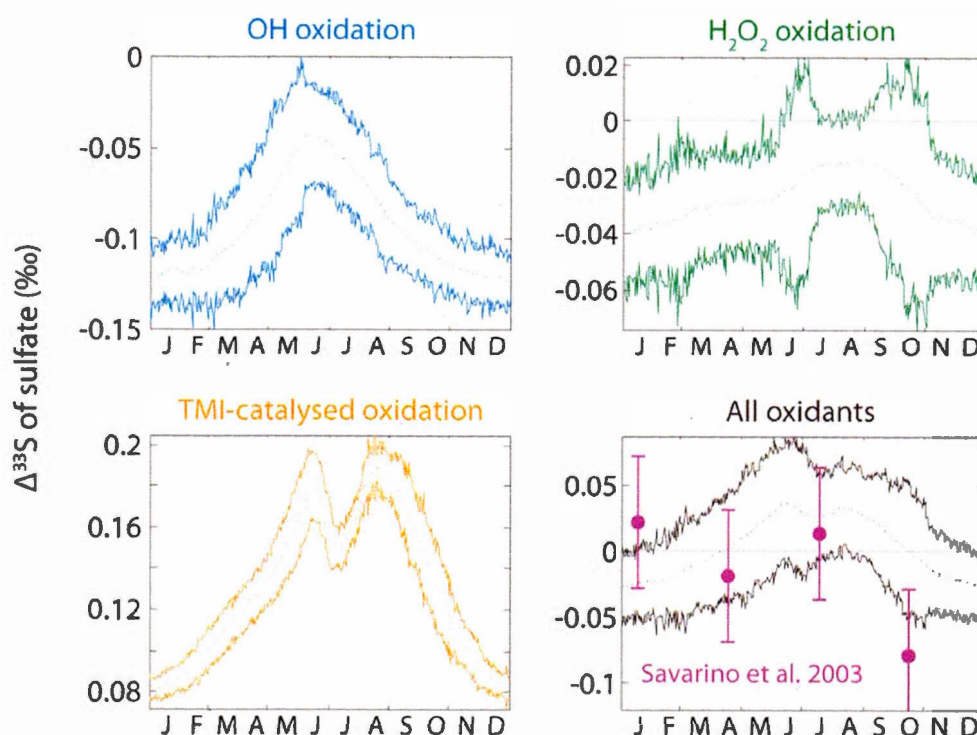 Δ³³S of sulfate (‰)
OH oxidation
0
-0.05
-0.1
-0.15
J F M A M J J A S O N D
H₂O₂ oxidation
0.02
0
-0.02
-0.04
-0.06
J F M A M J J A S O N D
TMI-catalysed oxidation
0.2
0.16
0.12
0.08
J F M A M J J A S O N D
All oxidants
0.05
0
-0.05
-0.1
Savarino et al. 2003
J F M A M J J A S O N D